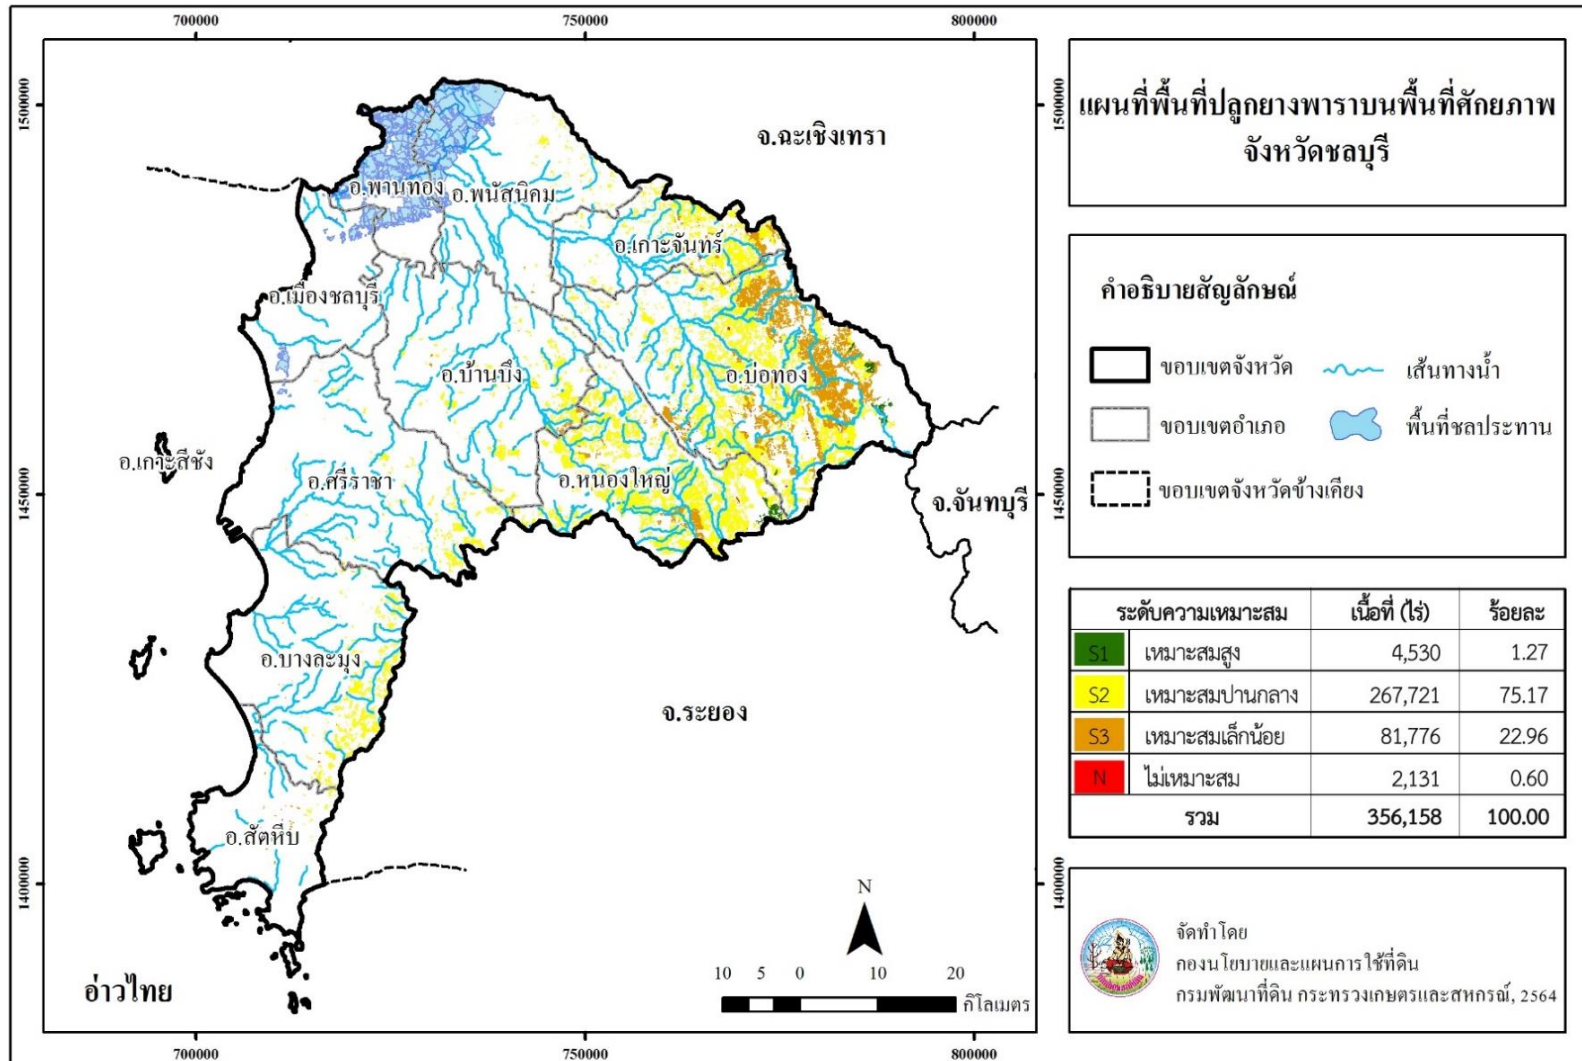 700000
750000
800000
1500000
1500000
1450000
1450000
1400000
1400000
จ.ฉะเชิงเทรา
อ.พานทอง
อ.พนัสนิคม
อ.เกาะจันทร์
อ.เมืองชลบุรี
อ.บ้านบึง
อ.บ่อทอง
อ.เกาะสีชัง
อ.ศรีราชา
อ.หนองใหญ่
จ.จันทบุรี
อ.บางละมุง
จ.ระยอง
อ.สัตหีบ
อ่าวไทย
N
10 5 0 10 20
กิโลเมตร
700000
750000
800000
แผนที่พื้นที่ปลูกยางพาราบนพื้นที่ศักยภาพ
จังหวัดชลบุรี
คำอธิบายสัญลักษณ์
ขอบเขตจังหวัด เส้นทางน้ำ
ขอบเขตอำเภอ พื้นที่ชลประทาน
ขอบเขตจังหวัดข้างเคียง
ระดับความเหมาะสม เนื้อที่ (ไร่) ร้อยละ
S1 เหมาะสมสูง 4,530 1.27
S2 เหมาะสมปานกลาง 267,721 75.17
S3 เหมาะสมเล็กน้อย 81,776 22.96
N ไม่เหมาะสม 2,131 0.60
รวม 356,158 100.00
จัดทำโดย
กองนโยบายและแผนการใช้ที่ดิน
กรมพัฒนาที่ดิน กระทรวงเกษตรและสหกรณ์, 2564